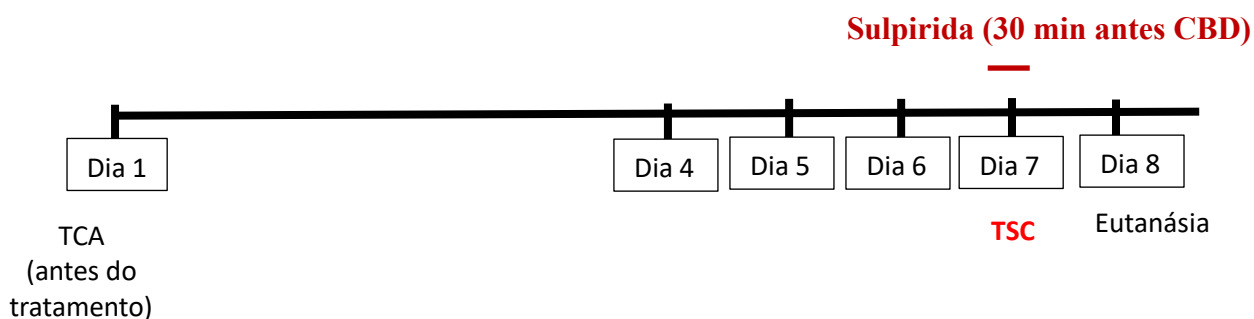 Sulpirida (30 min antes CBD)
Dia 1
Dia 4
Dia 5
Dia 6
Dia 7
Dia 8
TCA
(antes do
tratamento)
TSC
Eutanásia